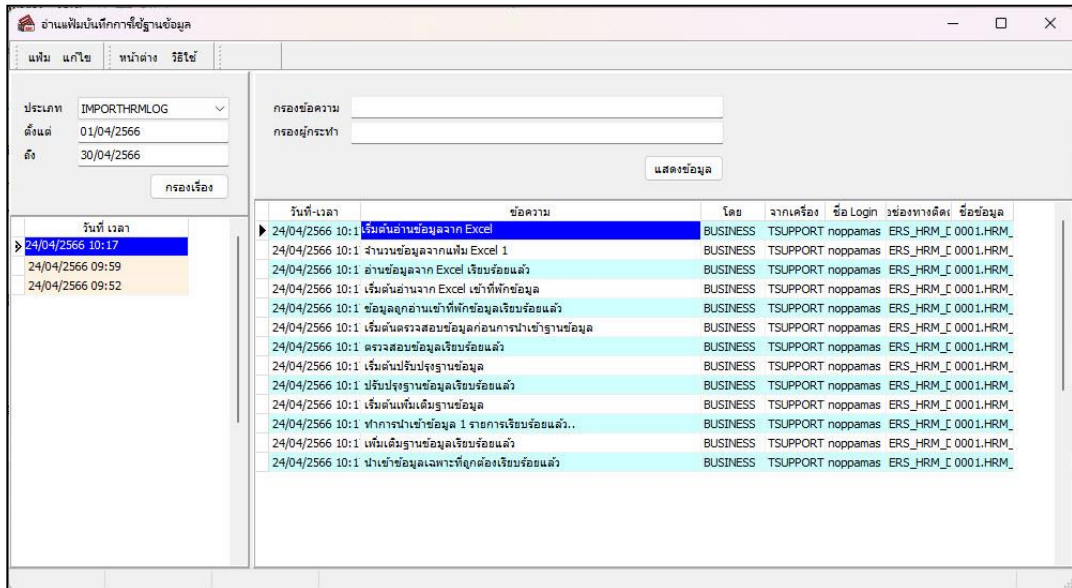 อ่านแฟ้มบันทึกการใช้ฐานข้อมูล
แฟ้ม แก้ไข หน้าต่าง วิธีใช้
ประเภท IMPORTHRMLOG
ตั้งแต่ 01/04/2566
ถึง 30/04/2566
กรองเรื่อง
กรองข้อความ
กรองผู้กระทำ
แสดงข้อมูล
วันที่ เวลา
24/04/2566 10:17
24/04/2566 09:59
24/04/2566 09:52
วันที่-เวลา ข้อความ โดย จากเครื่อง ชื่อ Login ชื่อข้อมูล
24/04/2566 10:1 เริ่มต้นอ่านข้อมูลจาก Excel BUSINESS TSUPPORT noppamas ERS_HRM_D 0001.HRM_
24/04/2566 10:1 จำนวนข้อมูลจากแฟ้ม Excel 1 BUSINESS TSUPPORT noppamas ERS_HRM_D 0001.HRM_
24/04/2566 10:1 อ่านข้อมูลจาก Excel เรียบร้อยแล้ว BUSINESS TSUPPORT noppamas ERS_HRM_D 0001.HRM_
24/04/2566 10:1 เริ่มต้นอ่านจาก Excel เข้าที่พักข้อมูล BUSINESS TSUPPORT noppamas ERS_HRM_D 0001.HRM_
24/04/2566 10:1 ข้อมูลถูกอ่านเข้าที่พักข้อมูลเรียบร้อยแล้ว BUSINESS TSUPPORT noppamas ERS_HRM_D 0001.HRM_
24/04/2566 10:1 เริ่มต้นตรวจสอบข้อมูลก่อนการนำเข้าฐานข้อมูล BUSINESS TSUPPORT noppamas ERS_HRM_D 0001.HRM_
24/04/2566 10:1 ตรวจสอบข้อมูลเรียบร้อยแล้ว BUSINESS TSUPPORT noppamas ERS_HRM_D 0001.HRM_
24/04/2566 10:1 เริ่มต้นปรับปรุงฐานข้อมูล BUSINESS TSUPPORT noppamas ERS_HRM_D 0001.HRM_
24/04/2566 10:1 ปรับปรุงฐานข้อมูลเรียบร้อยแล้ว BUSINESS TSUPPORT noppamas ERS_HRM_D 0001.HRM_
24/04/2566 10:1 เริ่มต้นเพิ่มเติมฐานข้อมูล BUSINESS TSUPPORT noppamas ERS_HRM_D 0001.HRM_
24/04/2566 10:1 ทำการนำเข้าข้อมูล 1 รายการเรียบร้อยแล้ว.. BUSINESS TSUPPORT noppamas ERS_HRM_D 0001.HRM_
24/04/2566 10:1 เพิ่มเติมฐานข้อมูลเรียบร้อยแล้ว BUSINESS TSUPPORT noppamas ERS_HRM_D 0001.HRM_
24/04/2566 10:1 นำเข้าข้อมูลเฉพาะที่ถูกต้องเรียบร้อยแล้ว BUSINESS TSUPPORT noppamas ERS_HRM_D 0001.HRM_